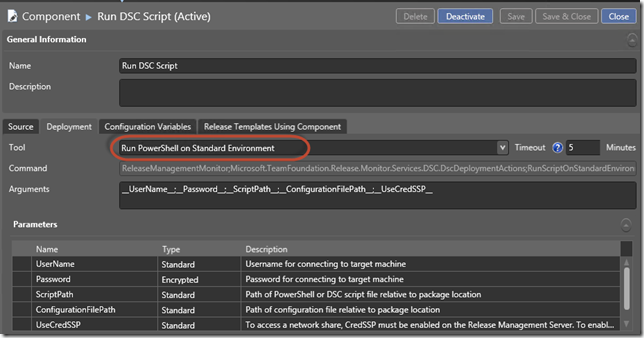 Component ▸ Run DSC Script (Active)
Delete Deactivate Save Save & Close Close
General Information
Name Run DSC Script
Description
Source Deployment Configuration Variables Release Templates Using Component
Tool Run PowerShell on Standard Environment Timeout ? 5 Minutes
Command ReleaseManagementMonitor;Microsoft.TeamFoundation.Release.Monitor.Services.DSC.DscDeploymentActions;RunScriptOnStandardEnviron
Arguments __UserName__;__Password__;__ScriptPath__;__ConfigurationFilePath__;__UseCredSSP__
Parameters
Name Type Description
UserName Standard Username for connecting to target machine
Password Encrypted Password for connecting to target machine
ScriptPath Standard Path of PowerShell or DSC script file relative to package location
ConfigurationFilePath Standard Path of configuration file relative to package location
UseCredSSP Standard To access a network share, CredSSP must be enabled on the Release Management Server. To enabl...